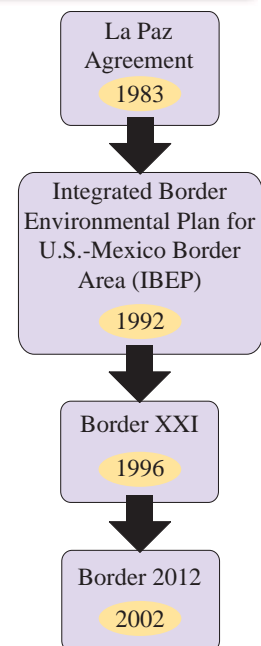 La Paz
Agreement
1983
Integrated Border
Environmental Plan for
U.S.-Mexico Border
Area (IBEP)
1992
Border XXI
1996
Border 2012
2002